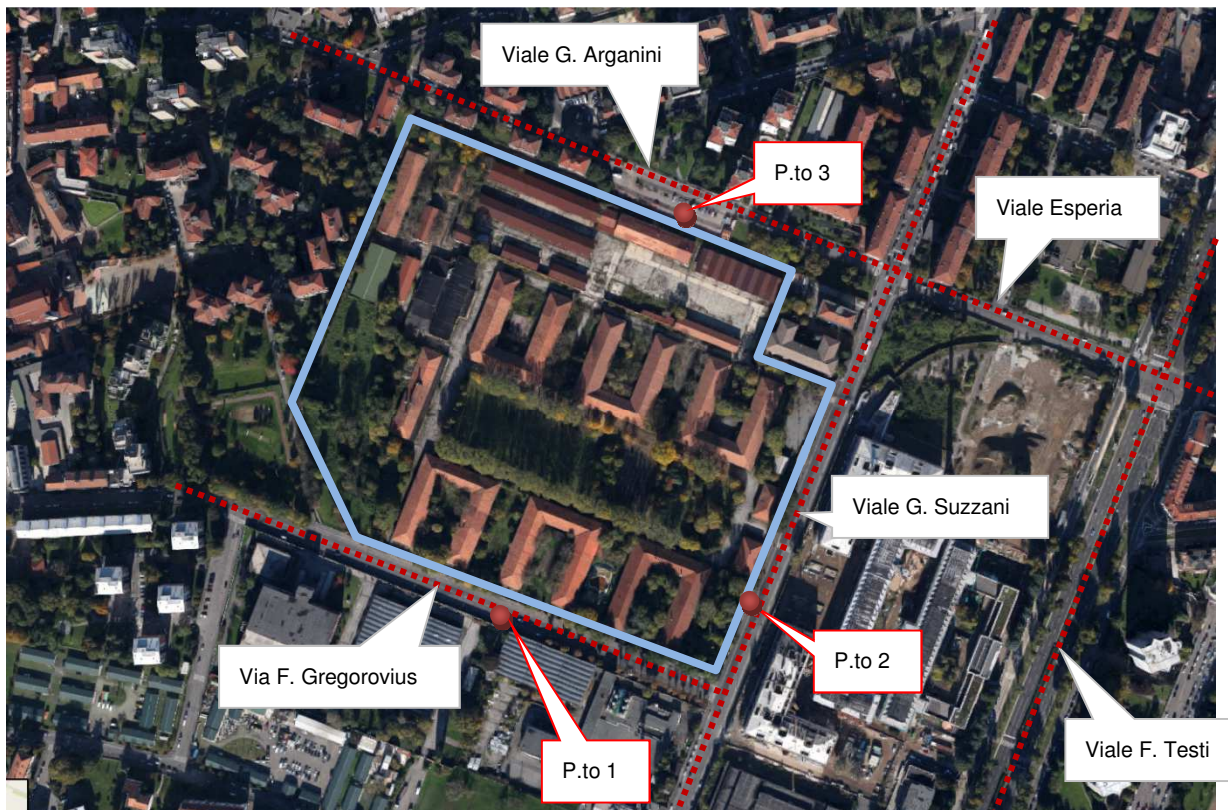 Viale G. Arganini
P.to 3
Viale Esperia
Viale G. Suzzani
P.to 2
Via F. Gregorovius
P.to 1
Viale F. Testi